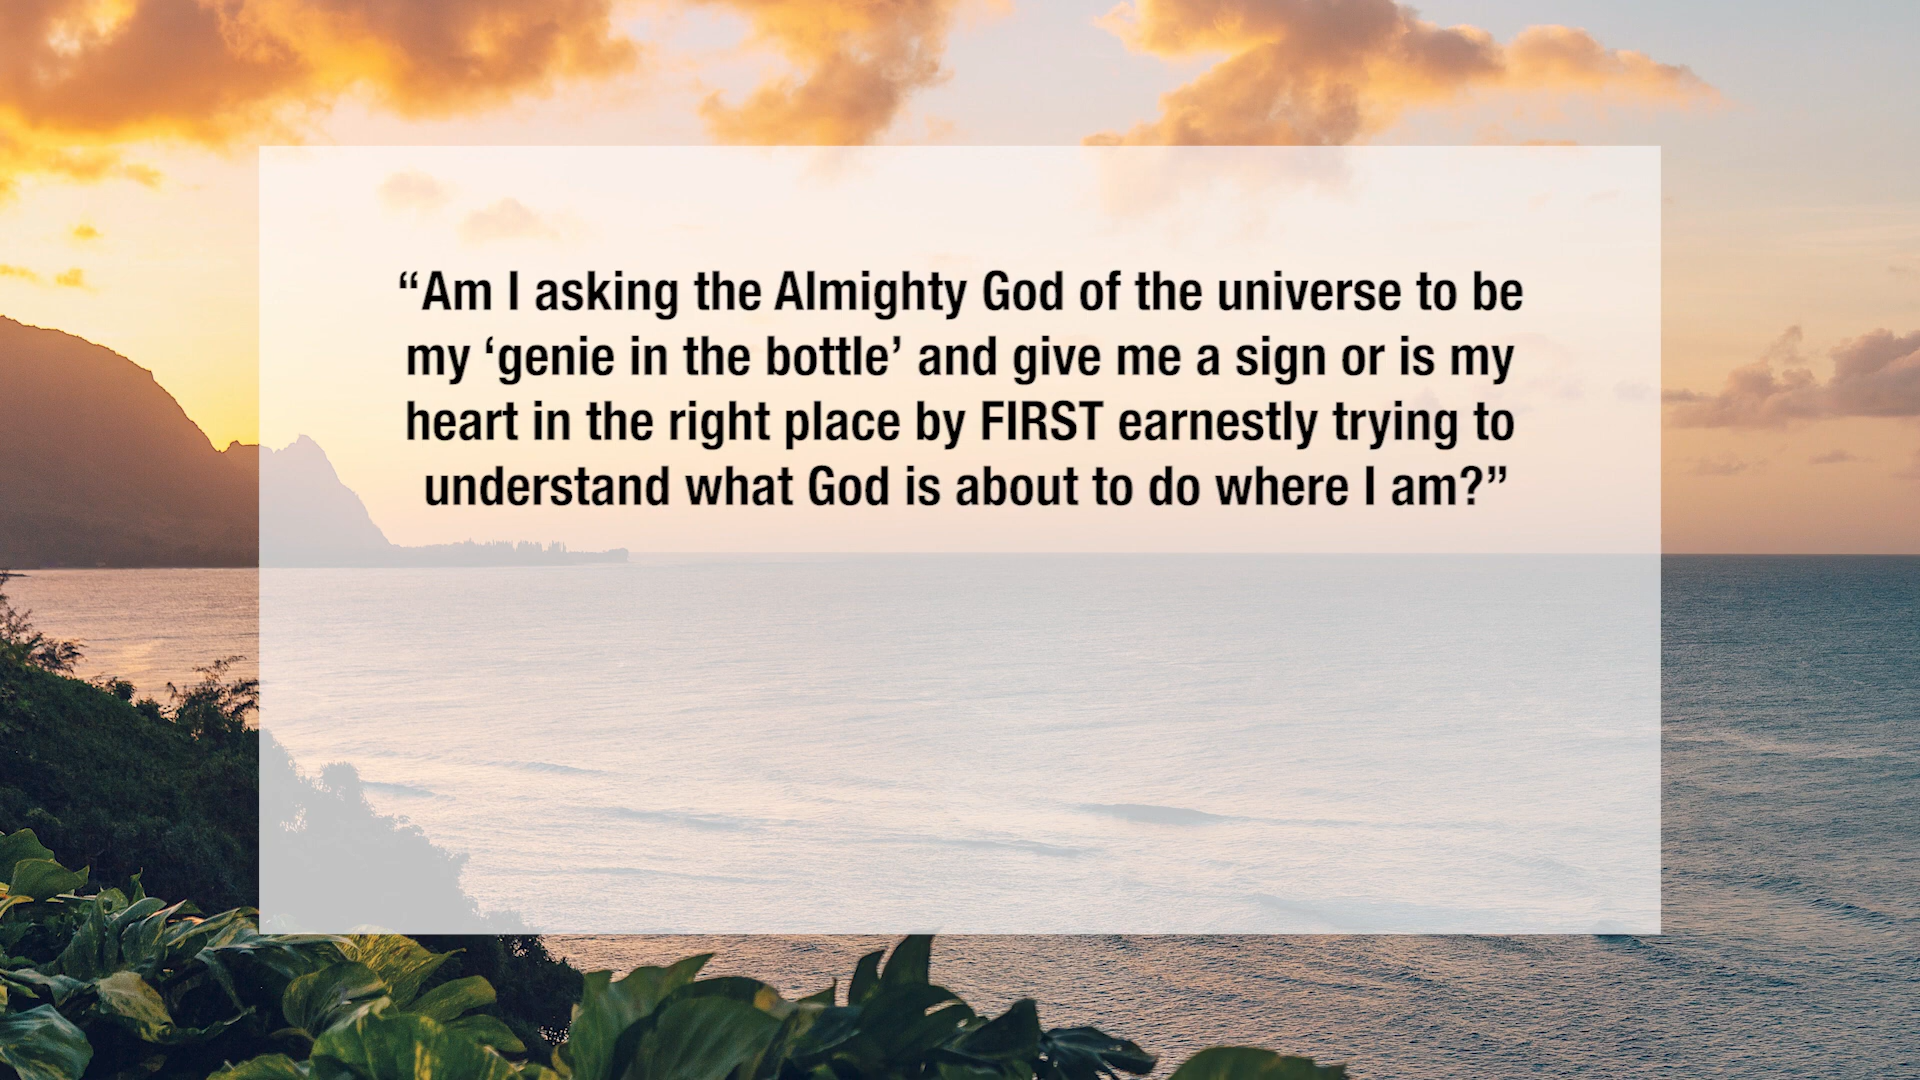 “Am I asking the Almighty God of the universe to be
my ‘genie in the bottle’ and give me a sign or is my
heart in the right place by FIRST earnestly trying to
understand what God is about to do where I am?”